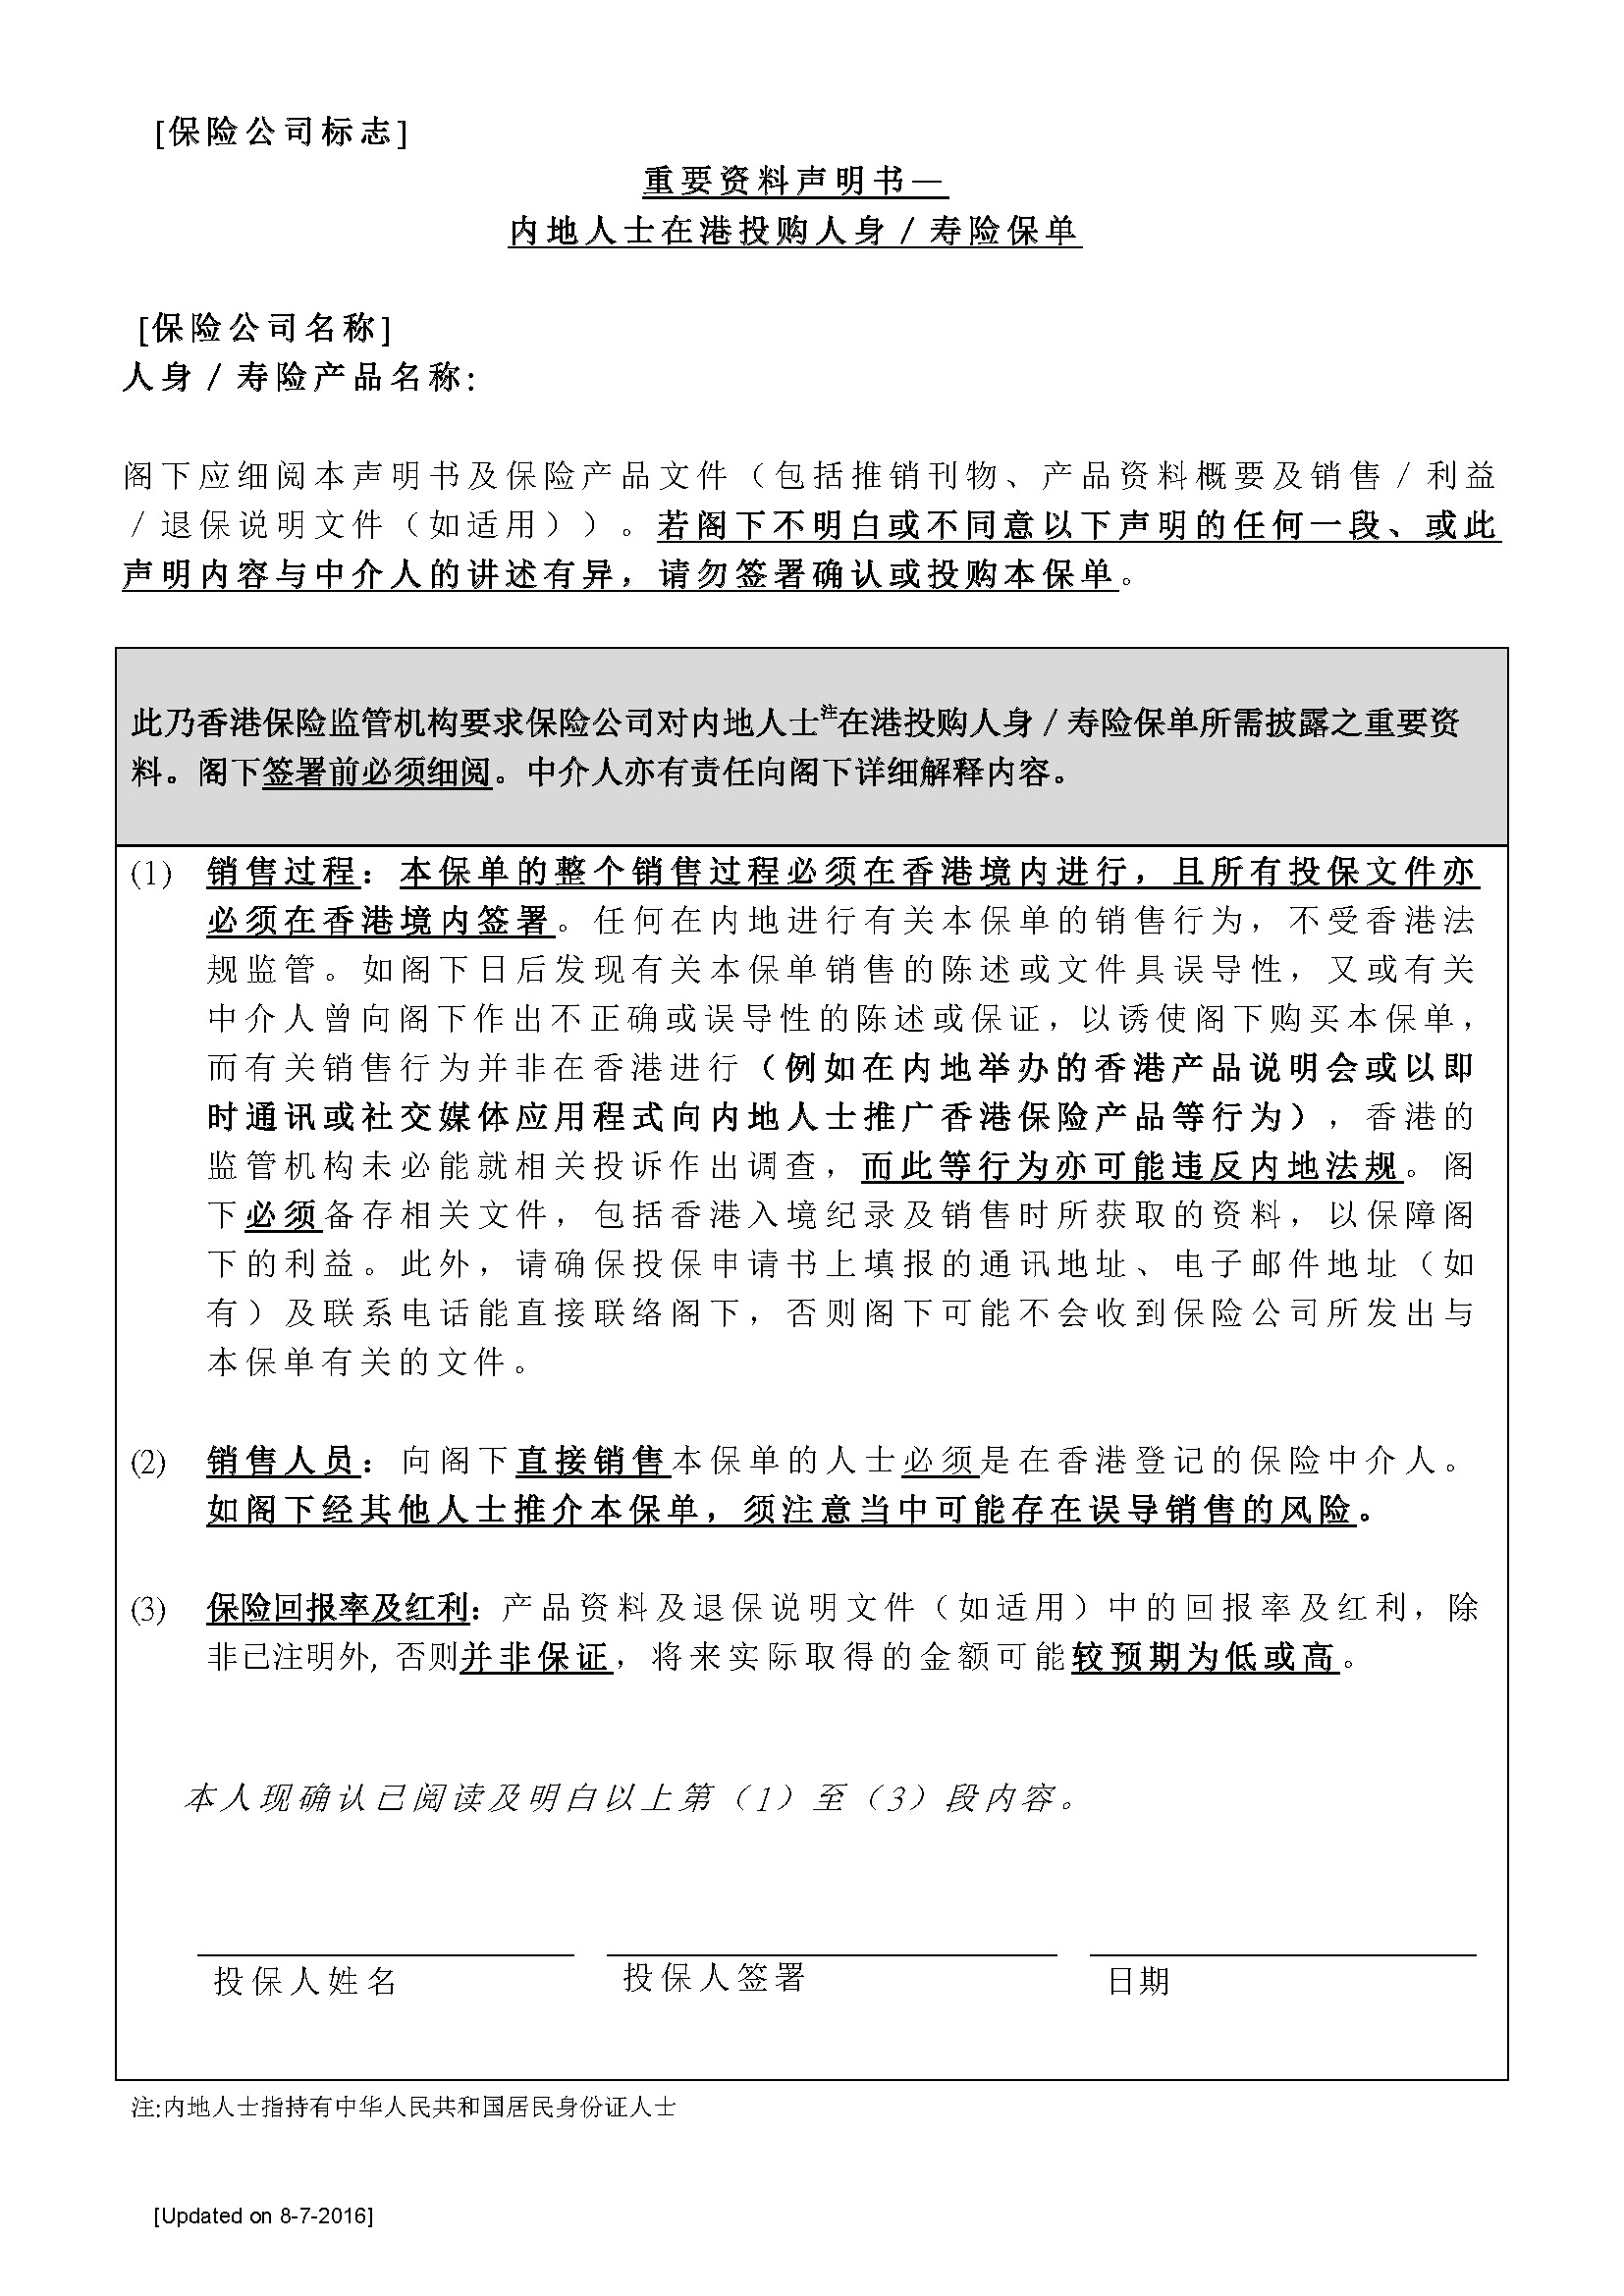 [保险公司标志]
重要资料声明书—
内地人士在港投购人身／寿险保单
[保险公司名称]
人身／寿险产品名称:
阁下应细阅本声明书及保险产品文件（包括推销刊物、产品资料概要及销售／利益
／退保说明文件（如适用））。若阁下不明白或不同意以下声明的任何一段、或此
声明内容与中介人的讲述有异，请勿签署确认或投购本保单。
此乃香港保险监管机构要求保险公司对内地人士注在港投购人身／寿险保单所需披露之重要资
料。阁下签署前必须细阅。中介人亦有责任向阁下详细解释内容。
(1) 销售过程：本保单的整个销售过程必须在香港境内进行，且所有投保文件亦
必须在香港境内签署。任何在内地进行有关本保单的销售行为，不受香港法
规监管。如阁下日后发现有关本保单销售的陈述或文件具误导性，又或有关
中介人曾向阁下作出不正确或误导性的陈述或保证，以诱使阁下购买本保单，
而有关销售行为并非在香港进行（例如在内地举办的香港产品说明会或以即
时通讯或社交媒体应用程式向内地人士推广香港保险产品等行为），香港的
监管机构未必能就相关投诉作出调查，而此等行为亦可能违反内地法规。阁
下必须备存相关文件，包括香港入境纪录及销售时所获取的资料，以保障阁
下的利益。此外，请确保投保申请书上填报的通讯地址、电子邮件地址（如
有）及联系电话能直接联络阁下，否则阁下可能不会收到保险公司所发出与
本保单有关的文件。
(2) 销售人员：向阁下直接销售本保单的人士必须是在香港登记的保险中介人。
如阁下经其他人士推介本保单，须注意当中可能存在误导销售的风险。
(3) 保险回报率及红利：产品资料及退保说明文件（如适用）中的回报率及红利，除
非已注明外, 否则并非保证，将来实际取得的金额可能较预期为低或高。
本人现确认已阅读及明白以上第（1）至（3）段内容。
投保人姓名 投保人签署 日期
注:内地人士指持有中华人民共和国居民身份证人士
[Updated on 8-7-2016]